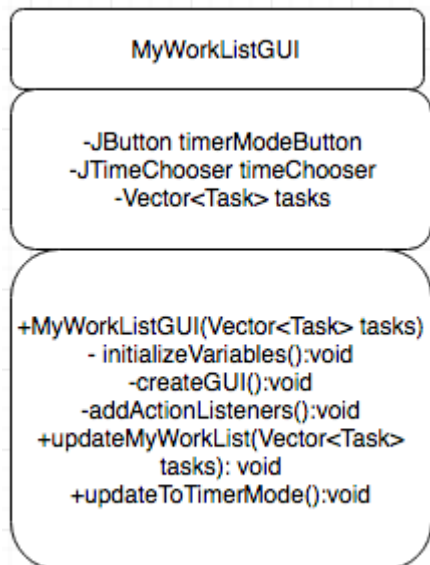 MyWorkListGUI
-JButton timerModeButton
-JTimeChooser timeChooser
-Vector<Task> tasks
+MyWorkListGUI(Vector<Task> tasks)
- initializeVariables():void
-createGUI():void
-addActionListeners():void
+updateMyWorkList(Vector<Task>
tasks): void
+updateToTimerMode():void